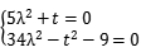 5λ² + t = 0
34λ² − t² − 9 = 0